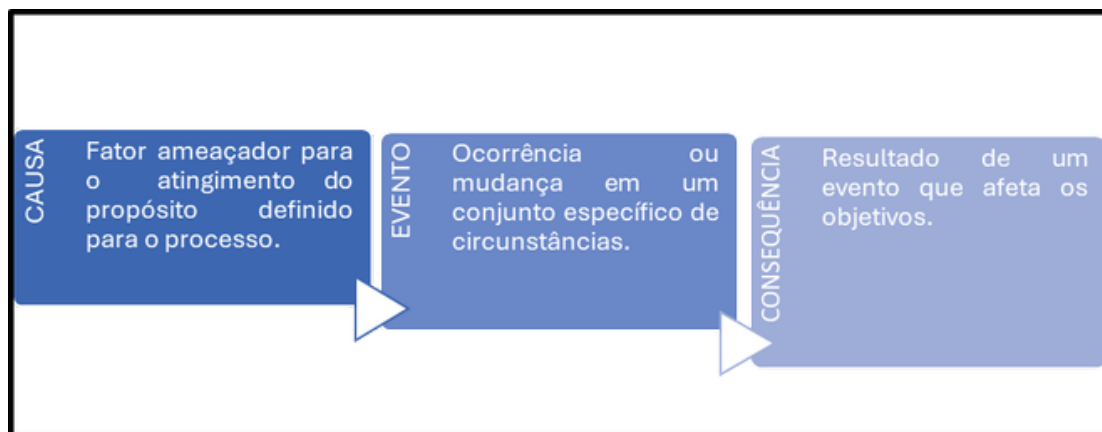 CAUSA
Fator ameaçador para
o atingimento do
propósito definido
para o processo.
EVENTO
Ocorrência ou
mudança em um
conjunto específico de
circunstâncias.
CONSEQUÊNCIA
Resultado de um
evento que afeta os
objetivos.